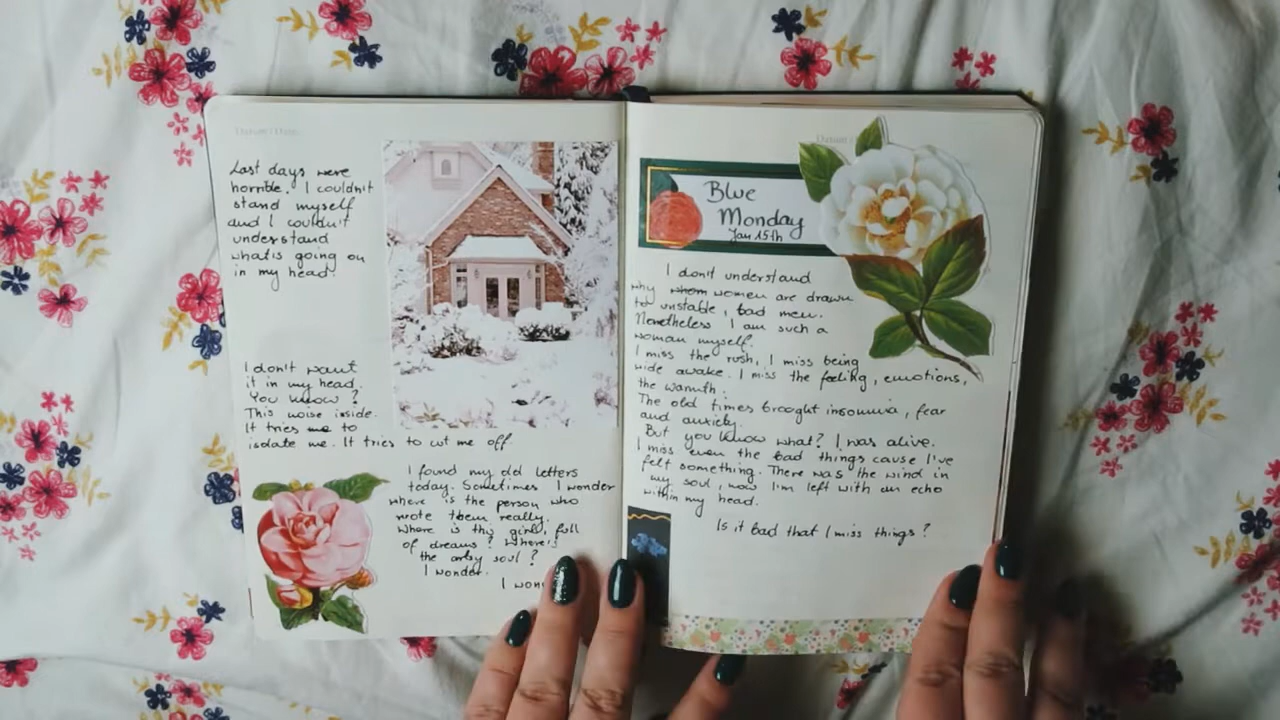 Last days were
horrible. I couldn't
stand myself
and I couldn't
understand
what's going on
in my head.
I don't want
it in my head.
You know?
This noise inside.
It tries me to
isolate me. It tries to cut me off.
I found my old letters
today. Sometimes I wonder
where is the person who
wrote them really.
Where is this girl, full
of dreams? Where's
the artsy soul?
I wonder.
I won
Blue
Monday
Jan 15th
I don't understand
why whom women are drawn
to unstable, bad men.
Nonetheless I am such a
woman myself.
I miss the rush, I miss being
wide awake. I miss the feeling, emotions,
the warmth.
The old times brought insomnia, fear
and anxiety.
But you know what? I was alive.
I miss even the bad things cause I've
felt something. There was the wind in
my soul, now I'm left with an echo
within my head.
Is it bad that I miss things?